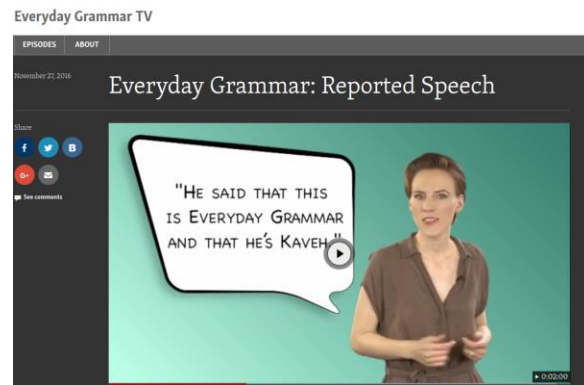 Everyday Grammar TV
EPISODES ABOUT
November 27, 2016
Everyday Grammar: Reported Speech
Share
f B
G+
See comments
"HE SAID THAT THIS
IS EVERYDAY GRAMMAR
AND THAT HE'S KAVEH."
0:02:00